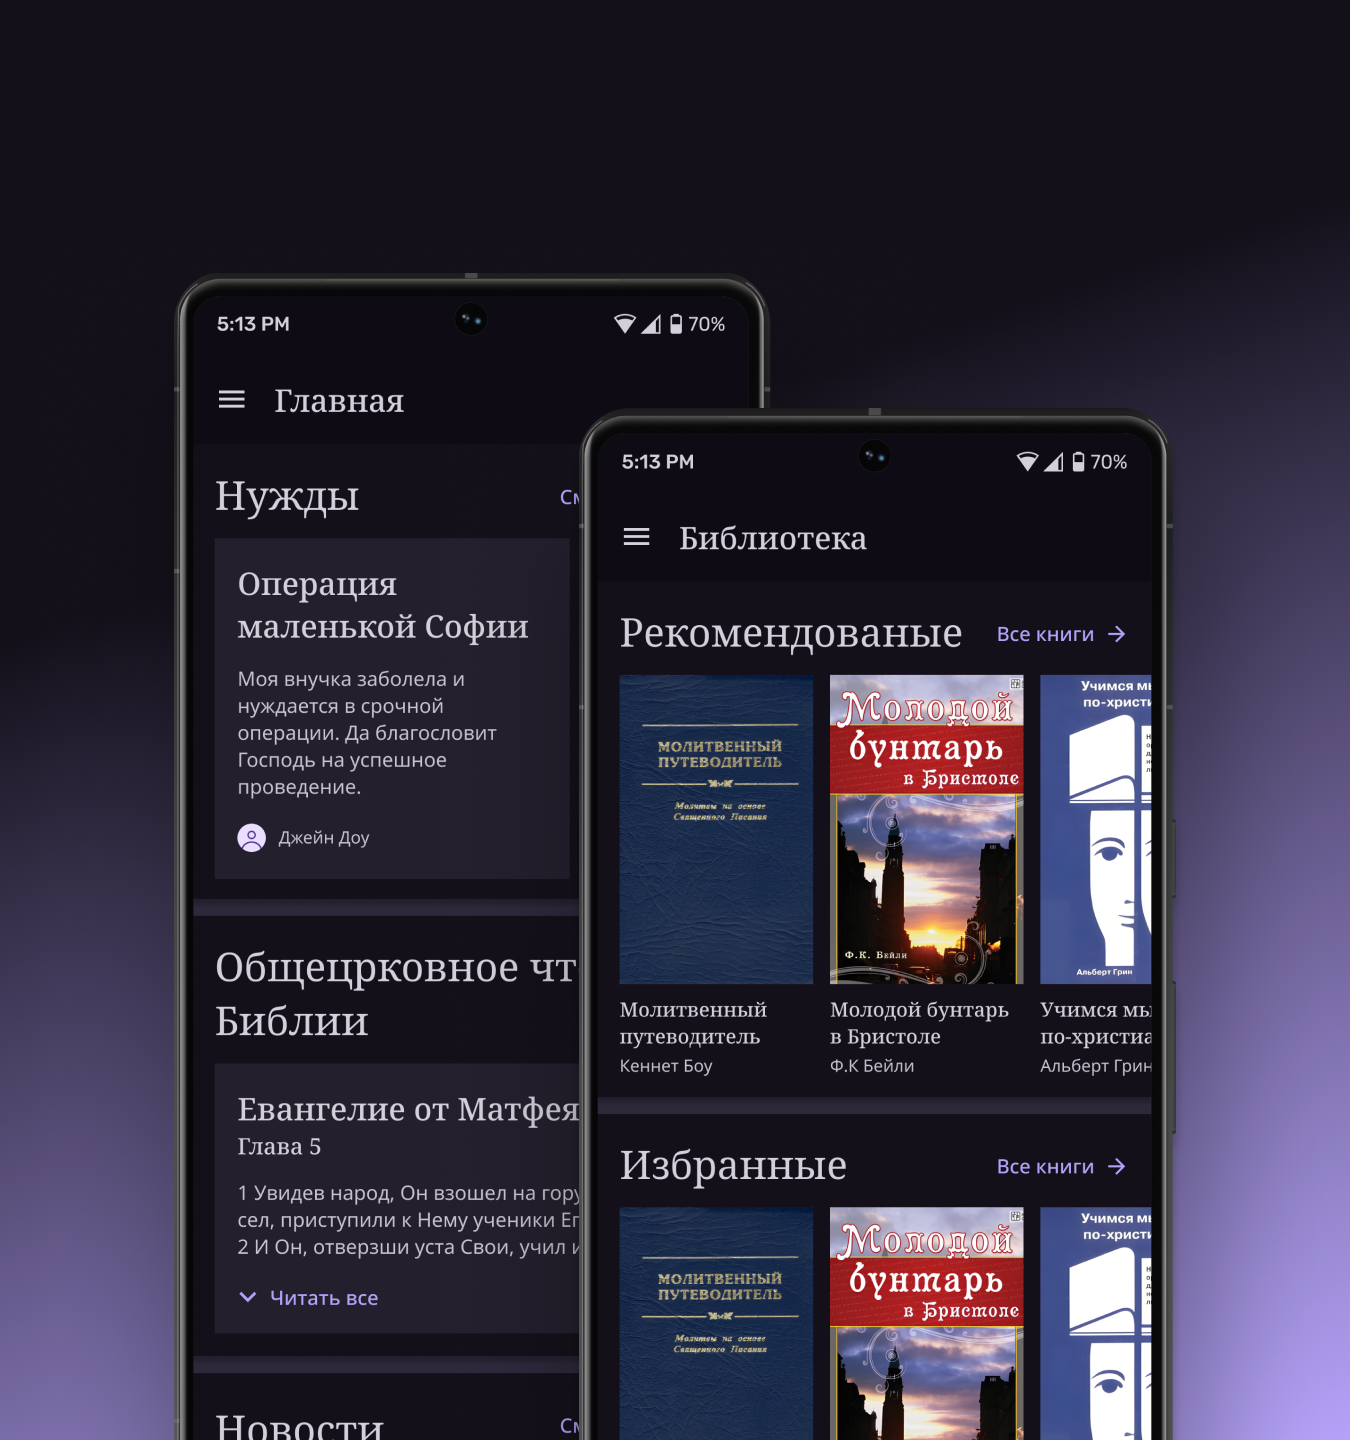 5:13 PM
70%
Главная
Нужды
Операция
маленькой Софии
Моя внучка заболела и
нуждается в срочной
операции. Да благословит
Господь на успешное
проведение.
Джейн Доу
Общецрковное чт
Библии
Евангелие от Матфея
Глава 5
1 Увидев народ, Он взошел на гору
сел, приступили к Нему ученики Ег
2 И Он, отверзши уста Свои, учил и
Читать все
Новости
5:13 PM
70%
Библиотека
Рекомендованые
Все книги
МОЛИТВЕННЫЙ
ПУТЕВОДИТЕЛЬ
Молитвы на основе
Священного Писания
Молодой
бунтарь
в Бристоле
Ф.К. Бейли
Учимся мы
по-христи
Альберт Грин
Молитвенный
путеводитель
Кеннет Боу
Молодой бунтарь
в Бристоле
Ф.К Бейли
Учимся мы
по-христиа
Альберт Грин
Избранные
Все книги
МОЛИТВЕННЫЙ
ПУТЕВОДИТЕЛЬ
Молитвы на основе
Священного Писания
Молодой
бунтарь
в Бристоле
Учимся мы
по-христи